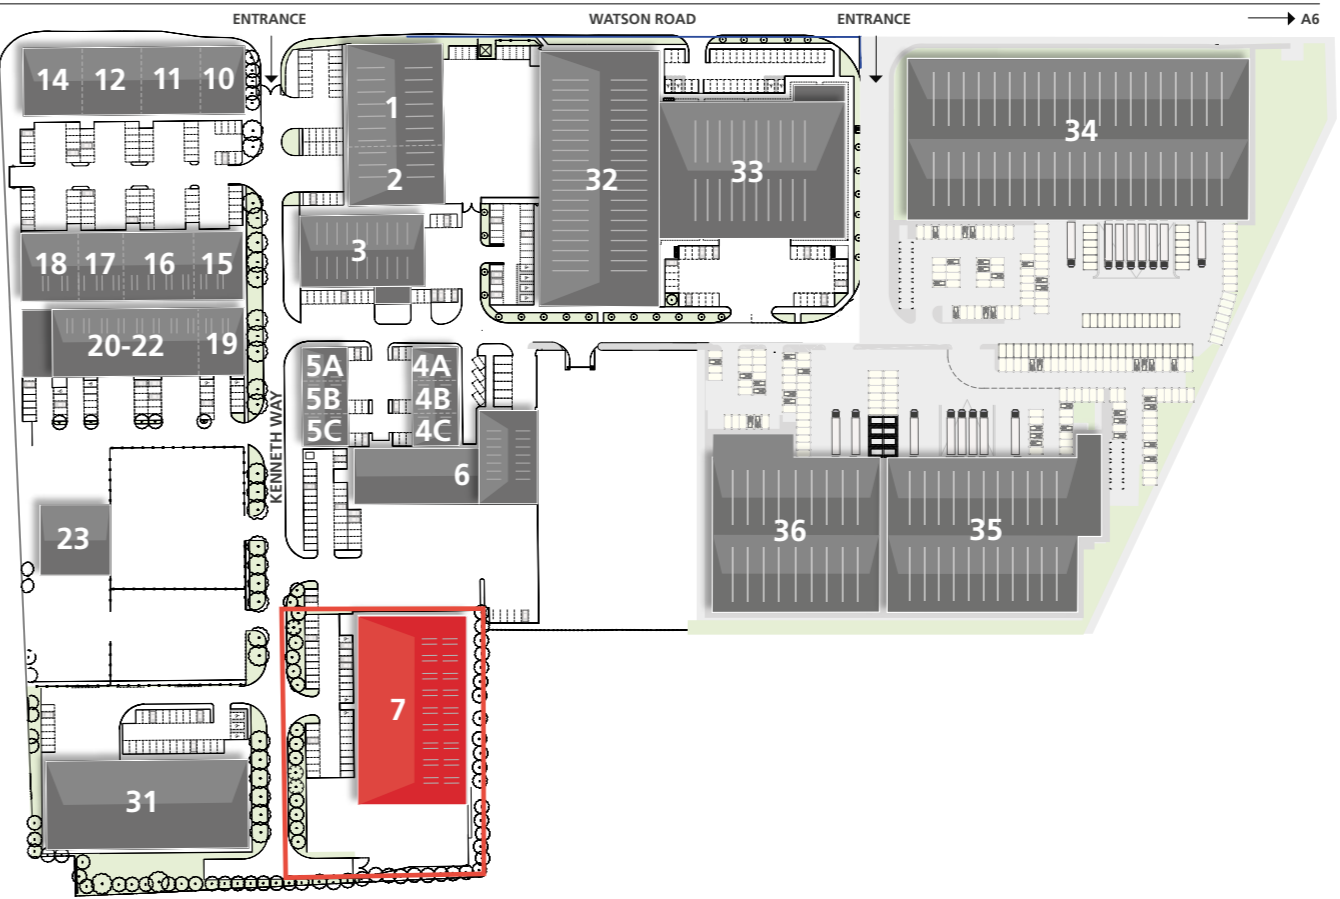 ENTRANCE
WATSON ROAD
ENTRANCE
A6
14 12 11 10
1
2
32
33
34
3
18 17 16 15
20-22 19
5A
5B
5C
4A
4B
4C
KENNETH WAY
6
23
36
35
7
31